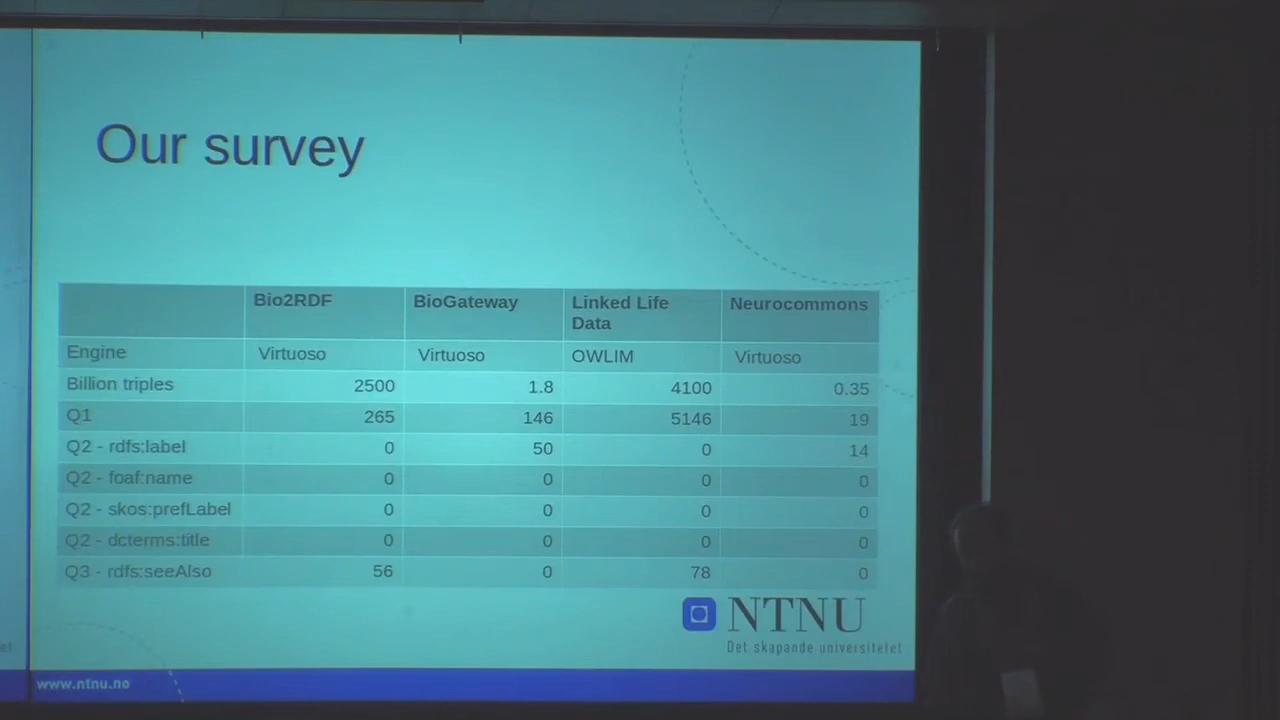 Our survey
Bio2RDF BioGateway Linked Life Data Neurocommons
Engine Virtuoso Virtuoso OWLIM Virtuoso
Billion triples 2500 1.8 4100 0.35
Q1 265 146 5146 19
Q2 - rdfs:label 0 50 0 14
Q2 - foaf:name 0 0 0 0
Q2 - skos:prefLabel 0 0 0 0
Q2 - dcterms:title 0 0 0 0
Q3 - rdfs:seeAlso 56 0 78 0
NTNU
Det skapande universitetet
www.ntnu.no
et